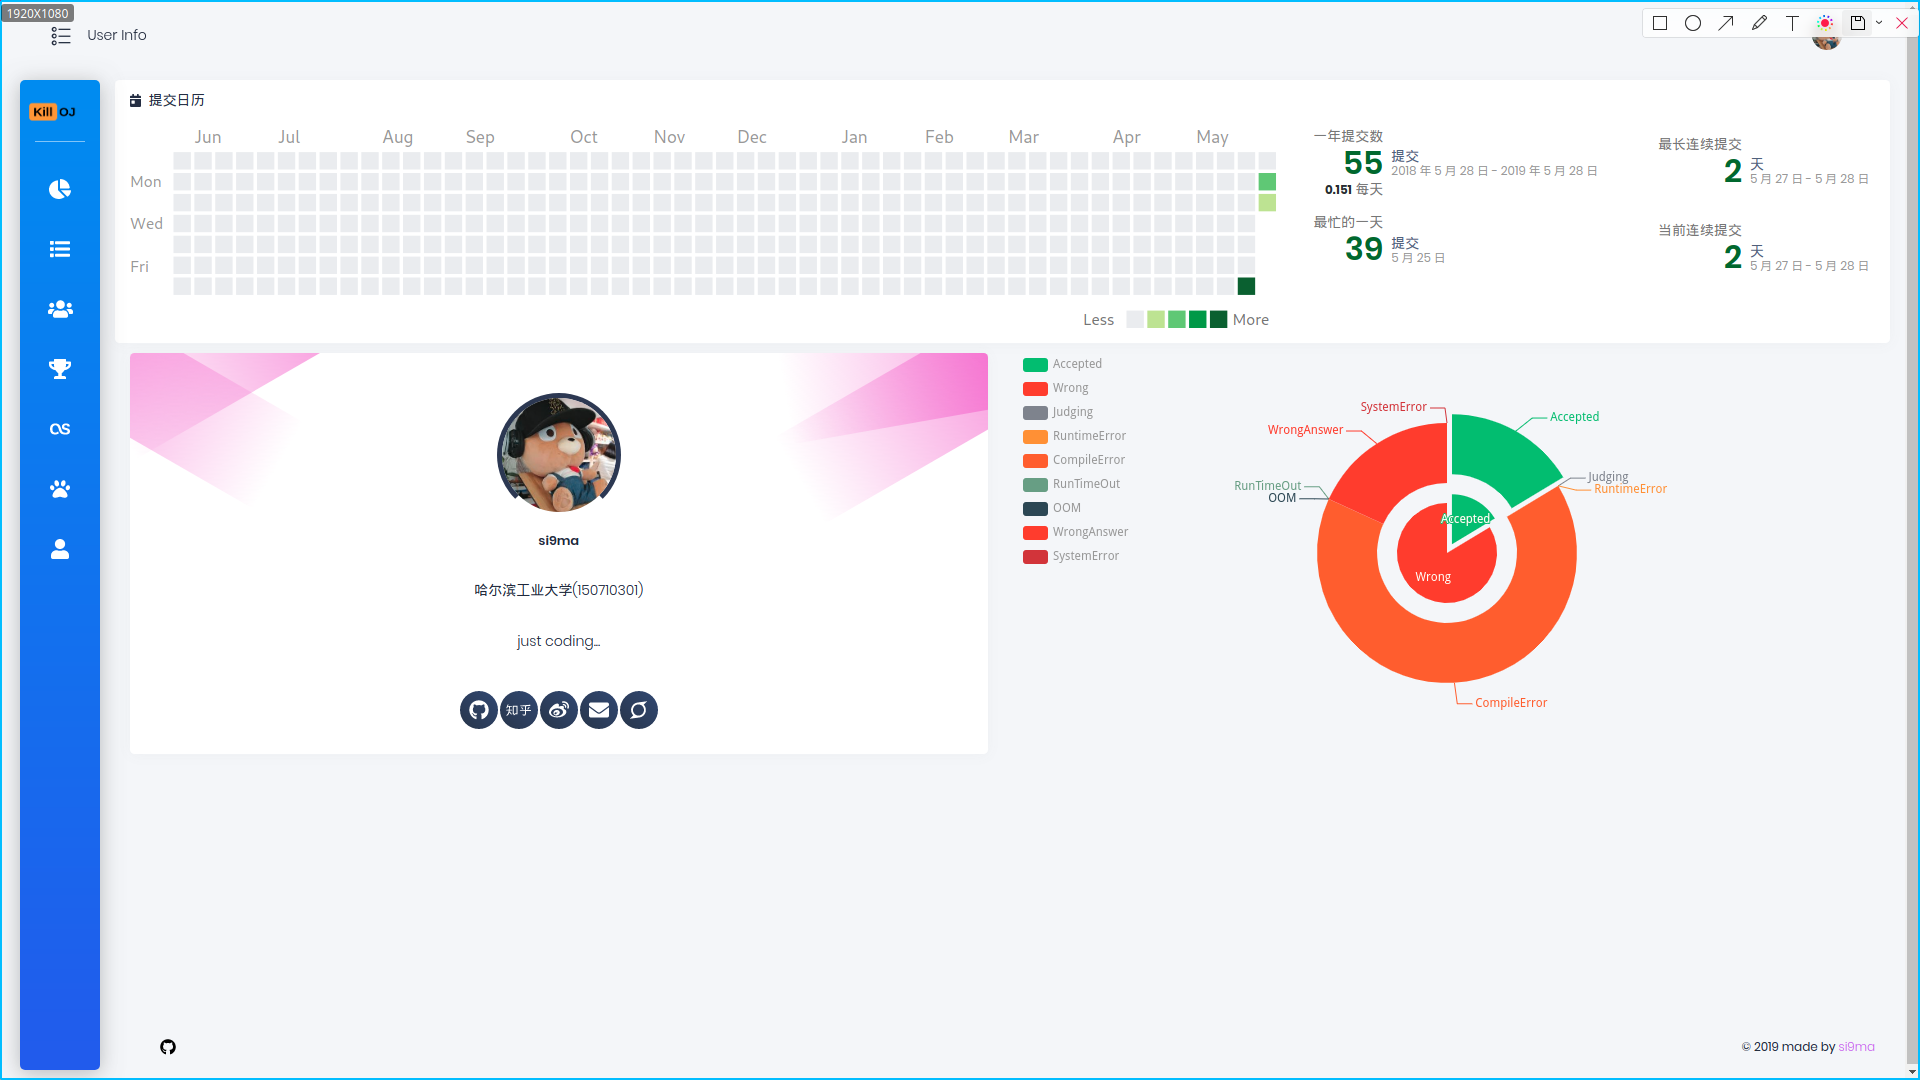 1920X1080
User Info
Kill OJ
提交日历
Jun Jul Aug Sep Oct Nov Dec Jan Feb Mar Apr May
Mon
Wed
Fri
Less More
一年提交数
55 提交
2018 年 5 月 28 日 - 2019 年 5 月 28 日
0.151 每天
最长连续提交
2 天
5 月 27 日 - 5 月 28 日
最忙的一天
39 提交
5 月 25 日
当前连续提交
2 天
5 月 27 日 - 5 月 28 日
si9ma
哈尔滨工业大学(150710301)
just coding...
知乎
Accepted
Wrong
Judging
RuntimeError
CompileError
RunTimeOut
OOM
WrongAnswer
SystemError
SystemError
Accepted
WrongAnswer
Judging
RunTimeOut
RuntimeError
OOM
Accepted
Wrong
CompileError
© 2019 made by si9ma